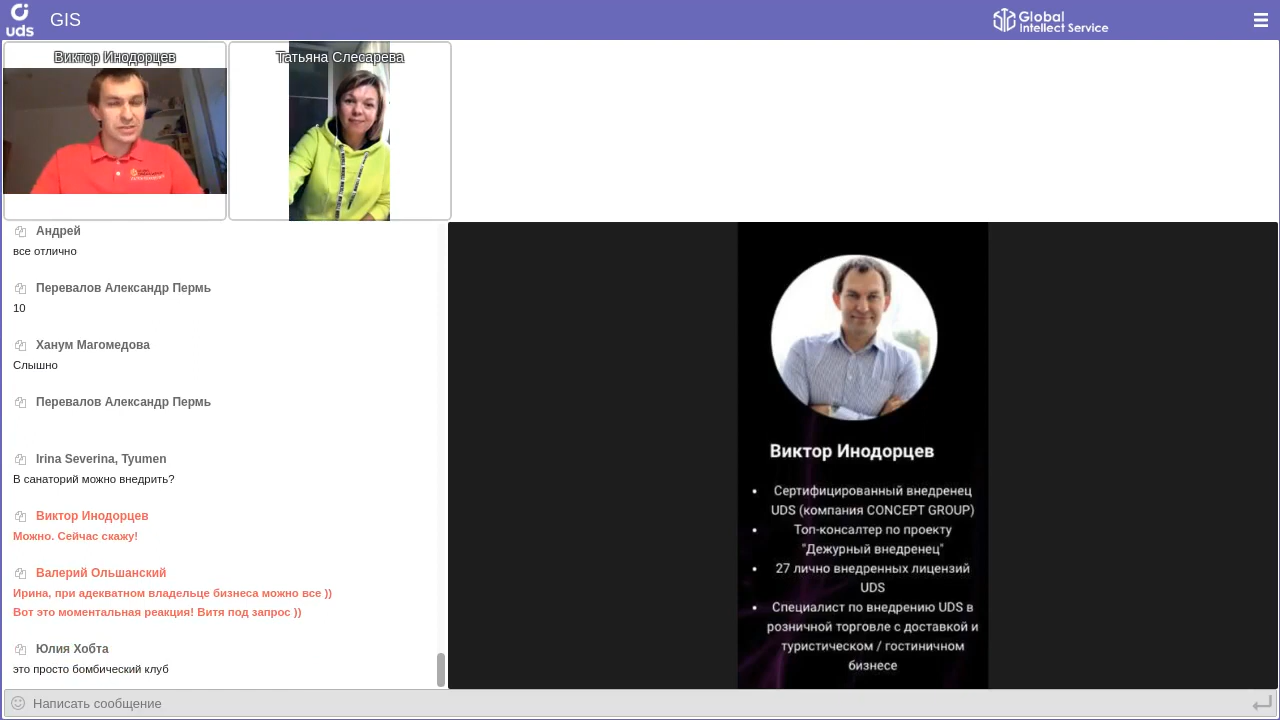 uds
GIS
Global
Intellect Service
Виктор Инодорцев
Татьяна Слесарева
Андрей
все отлично
Перевалов Александр Пермь
10
Ханум Магомедова
Слышно
Перевалов Александр Пермь
Irina Severina, Tyumen
В санаторий можно внедрить?
Виктор Инодорцев
Можно. Сейчас скажу!
Валерий Ольшанский
Ирина, при адекватном владельце бизнеса можно все ))
Вот это моментальная реакция! Витя под запрос ))
Юлия Хобта
это просто бомбический клуб
Написать сообщение
Виктор Инодорцев
• Сертифицированный внедренец
UDS (компания CONCEPT GROUP)
• Топ-консалтер по проекту
"Дежурный внедренец"
• 27 лично внедренных лицензий
UDS
• Специалист по внедрению UDS в
розничной торговле с доставкой и
туристическом / гостиничном
бизнесе